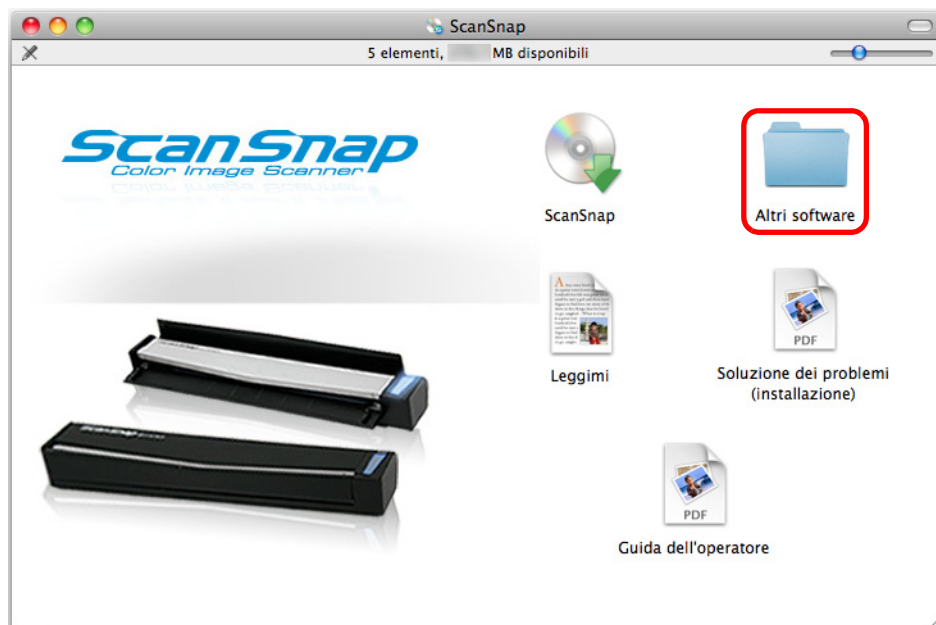 ScanSnap
5 elementi, MB disponibili
ScanSnap
Color Image Scanner
ScanSnap
Altri software
Leggimi
PDF
Soluzione dei problemi
(installazione)
ScanSnap
PDF
Guida dell'operatore